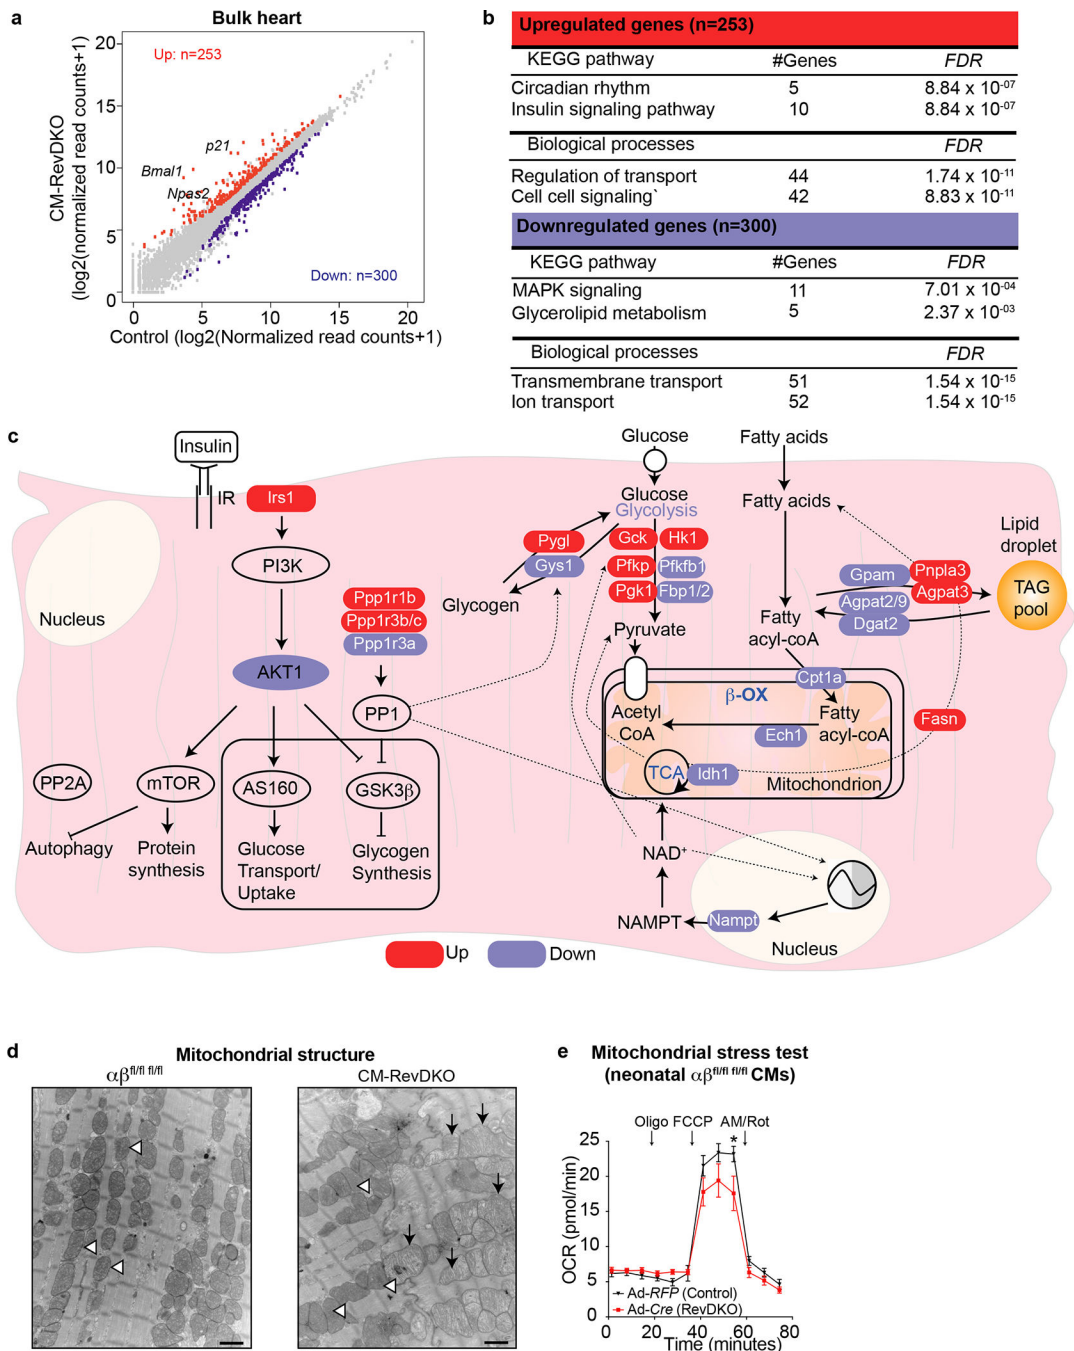 a
Bulk heart
CM-RevDKO
(log2(normalized read counts+1)
20
15
10
5
0
Up: n=253
p21
Bmal1
Npas2
Down: n=300
0 5 10 15 20
Control (log2(Normalized read counts+1)
b
Upregulated genes (n=253)
KEGG pathway #Genes FDR
Circadian rhythm 5 8.84 x 10-07
Insulin signaling pathway 10 8.84 x 10-07
Biological processes FDR
Regulation of transport 44 1.74 x 10-11
Cell cell signaling` 42 8.83 x 10-11
Downregulated genes (n=300)
KEGG pathway #Genes FDR
MAPK signaling 11 7.01 x 10-04
Glycerolipid metabolism 5 2.37 x 10-03
Biological processes FDR
Transmembrane transport 51 1.54 x 10-15
Ion transport 52 1.54 x 10-15
c
Insulin
IR
Irs1
PI3K
AKT1
Nucleus
Ppp1r1b
Ppp1r3b/c
Ppp1r3a
PP1
PP2A
mTOR
AS160
GSK3β
Autophagy
Protein
synthesis
Glucose
Transport/
Uptake
Glycogen
Synthesis
Glucose
Glucose
Glycolysis
Pygl
Gys1
Glycogen
Gck
Hk1
Pfkp
Pfkfb1
Pgk1
Fbp1/2
Pyruvate
Fatty acids
Fatty acids
Fatty
acyl-coA
Gpam
Pnpla3
Agpat3
Agpat2/9
Dgat2
Lipid
droplet
TAG
pool
Cpt1a
β-OX
Acetyl
CoA
Ech1
Fatty
acyl-coA
Fasn
TCA
Idh1
Mitochondrion
NAD+
NAMPT
Nampt
Nucleus
Up
Down
d
Mitochondrial structure
αβfl/fl fl/fl
CM-RevDKO
e
Mitochondrial stress test
(neonatal αβfl/fl fl/fl CMs)
Oligo FCCP AM/Rot
*
OCR (pmol/min)
25
20
15
10
5
0
Ad-RFP (Control)
Ad-Cre (RevDKO)
0 20 40 60 80
Time (minutes)